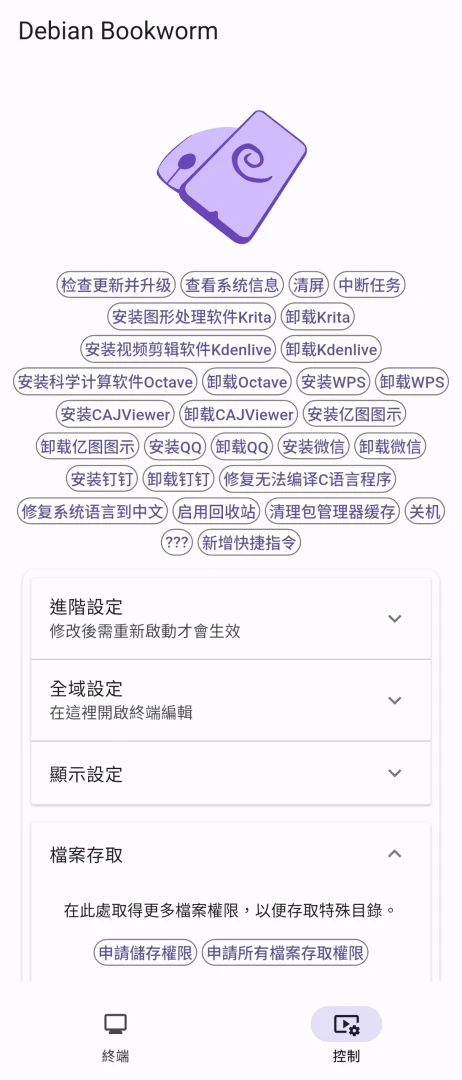 Debian Bookworm
检查更新并升级 查看系统信息 清屏 中断任务
安装图形处理软件Krita 卸载Krita
安装视频剪辑软件Kdenlive 卸载Kdenlive
安装科学计算软件Octave 卸载Octave 安装WPS 卸载WPS
安装CAJViewer 卸载CAJViewer 安装亿图图示
卸载亿图图示 安装QQ 卸载QQ 安装微信 卸载微信
安装钉钉 卸载钉钉 修复无法编译C语言程序
修复系统语言到中文 启用回收站 清理包管理器缓存 关机
??? 新增快捷指令
進階設定
修改後需重新啟動才會生效
全域設定
在這裡開啟終端編輯
顯示設定
檔案存取
在此處取得更多檔案權限，以便存取特殊目錄。
申請儲存權限 申請所有檔案存取權限
終端 控制